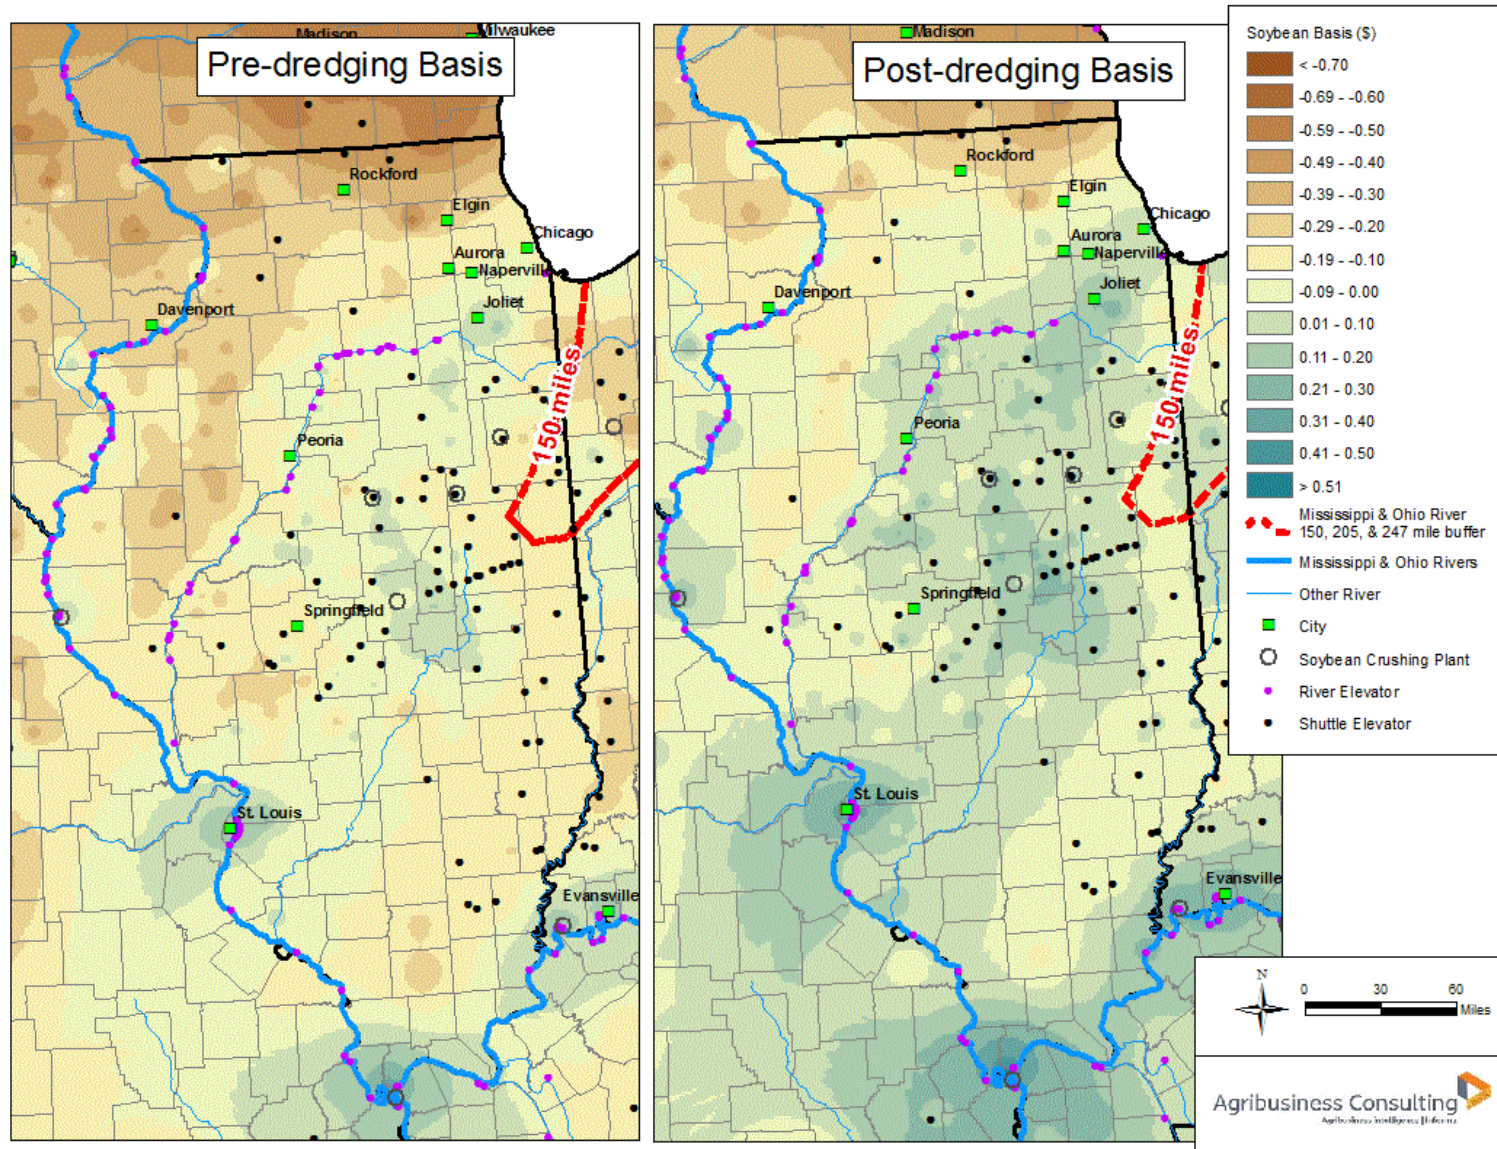 Pre-dredging Basis
Madison
Milwaukee
Rockford
Elgin
Chicago
Aurora
Naperville
Joliet
Davenport
150 miles
Peoria
Springfield
St. Louis
Evansville
Post-dredging Basis
Madison
Rockford
Elgin
Chicago
Aurora
Naperville
Joliet
Davenport
150 miles
Peoria
Springfield
St. Louis
Evansville
Soybean Basis ($)
< -0.70
-0.69 - -0.60
-0.59 - -0.50
-0.49 - -0.40
-0.39 - -0.30
-0.29 - -0.20
-0.19 - -0.10
-0.09 - 0.00
0.01 - 0.10
0.11 - 0.20
0.21 - 0.30
0.31 - 0.40
0.41 - 0.50
> 0.51
Mississippi & Ohio River
150, 205, & 247 mile buffer
Mississippi & Ohio Rivers
Other River
City
Soybean Crushing Plant
River Elevator
Shuttle Elevator
N
0 30 60
Miles
Agribusiness Consulting
Agribusiness intelligence | informa